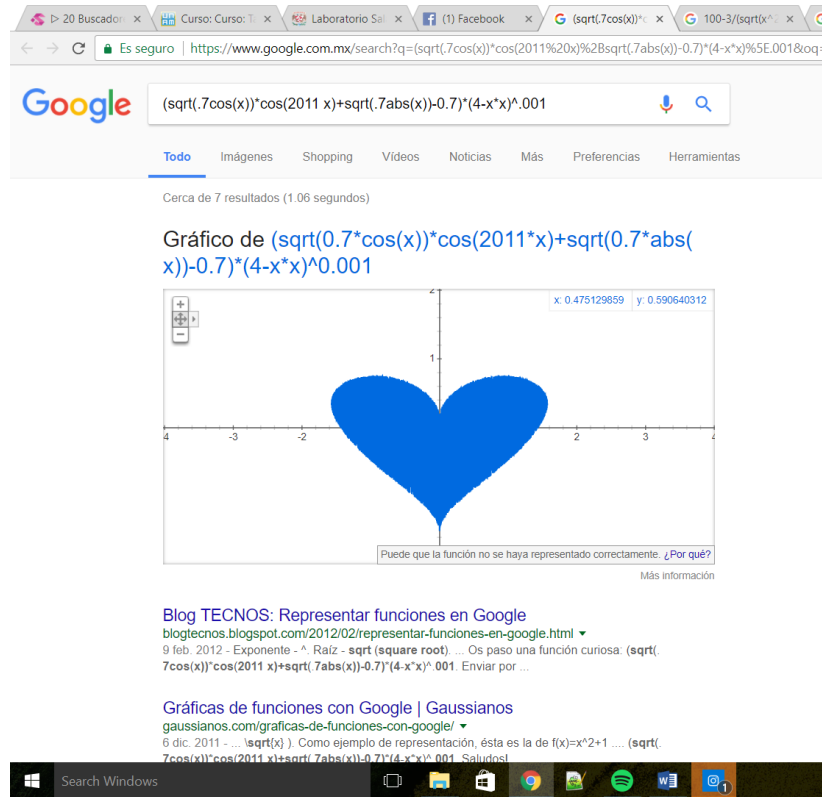 ▷ 20 Buscador
Curso: Curso: T
Laboratorio Sal
(1) Facebook
(sqrt(.7cos(x))*c
100-3/(sqrt(x^2
Es seguro | https://www.google.com.mx/search?q=(sqrt(.7cos(x))*cos(2011%20x)%2Bsqrt(.7abs(x))-0.7)*(4-x*x)%5E.001&oq=
Google
(sqrt(.7cos(x))*cos(2011 x)+sqrt(.7abs(x))-0.7)*(4-x*x)^.001
Todo Imágenes Shopping Vídeos Noticias Más Preferencias Herramientas
Cerca de 7 resultados (1.06 segundos)
Gráfico de (sqrt(0.7*cos(x))*cos(2011*x)+sqrt(0.7*abs(
x))-0.7)*(4-x*x)^0.001
x: 0.475129859 y: 0.590640312
2
1
4 -3 -2 2 3 4
Puede que la función no se haya representado correctamente. ¿Por qué?
Más información
Blog TECNOS: Representar funciones en Google
blogtecnos.blogspot.com/2012/02/representar-funciones-en-google.html
9 feb. 2012 - Exponente - ^. Raíz - sqrt (square root). ... Os paso una función curiosa: (sqrt(.
7cos(x))*cos(2011 x)+sqrt(.7abs(x))-0.7)*(4-x*x)^.001. Enviar por ...
Gráficas de funciones con Google | Gaussianos
gaussianos.com/graficas-de-funciones-con-google/
6 dic. 2011 - ... \sqrt{x} ). Como ejemplo de representación, ésta es la de f(x)=x^2+1 .... (sqrt(.
7cos(x))*cos(2011 x)+sqrt(.7abs(x))-0.7)*(4-x*x)^.001. Saludos!
Search Windows
1